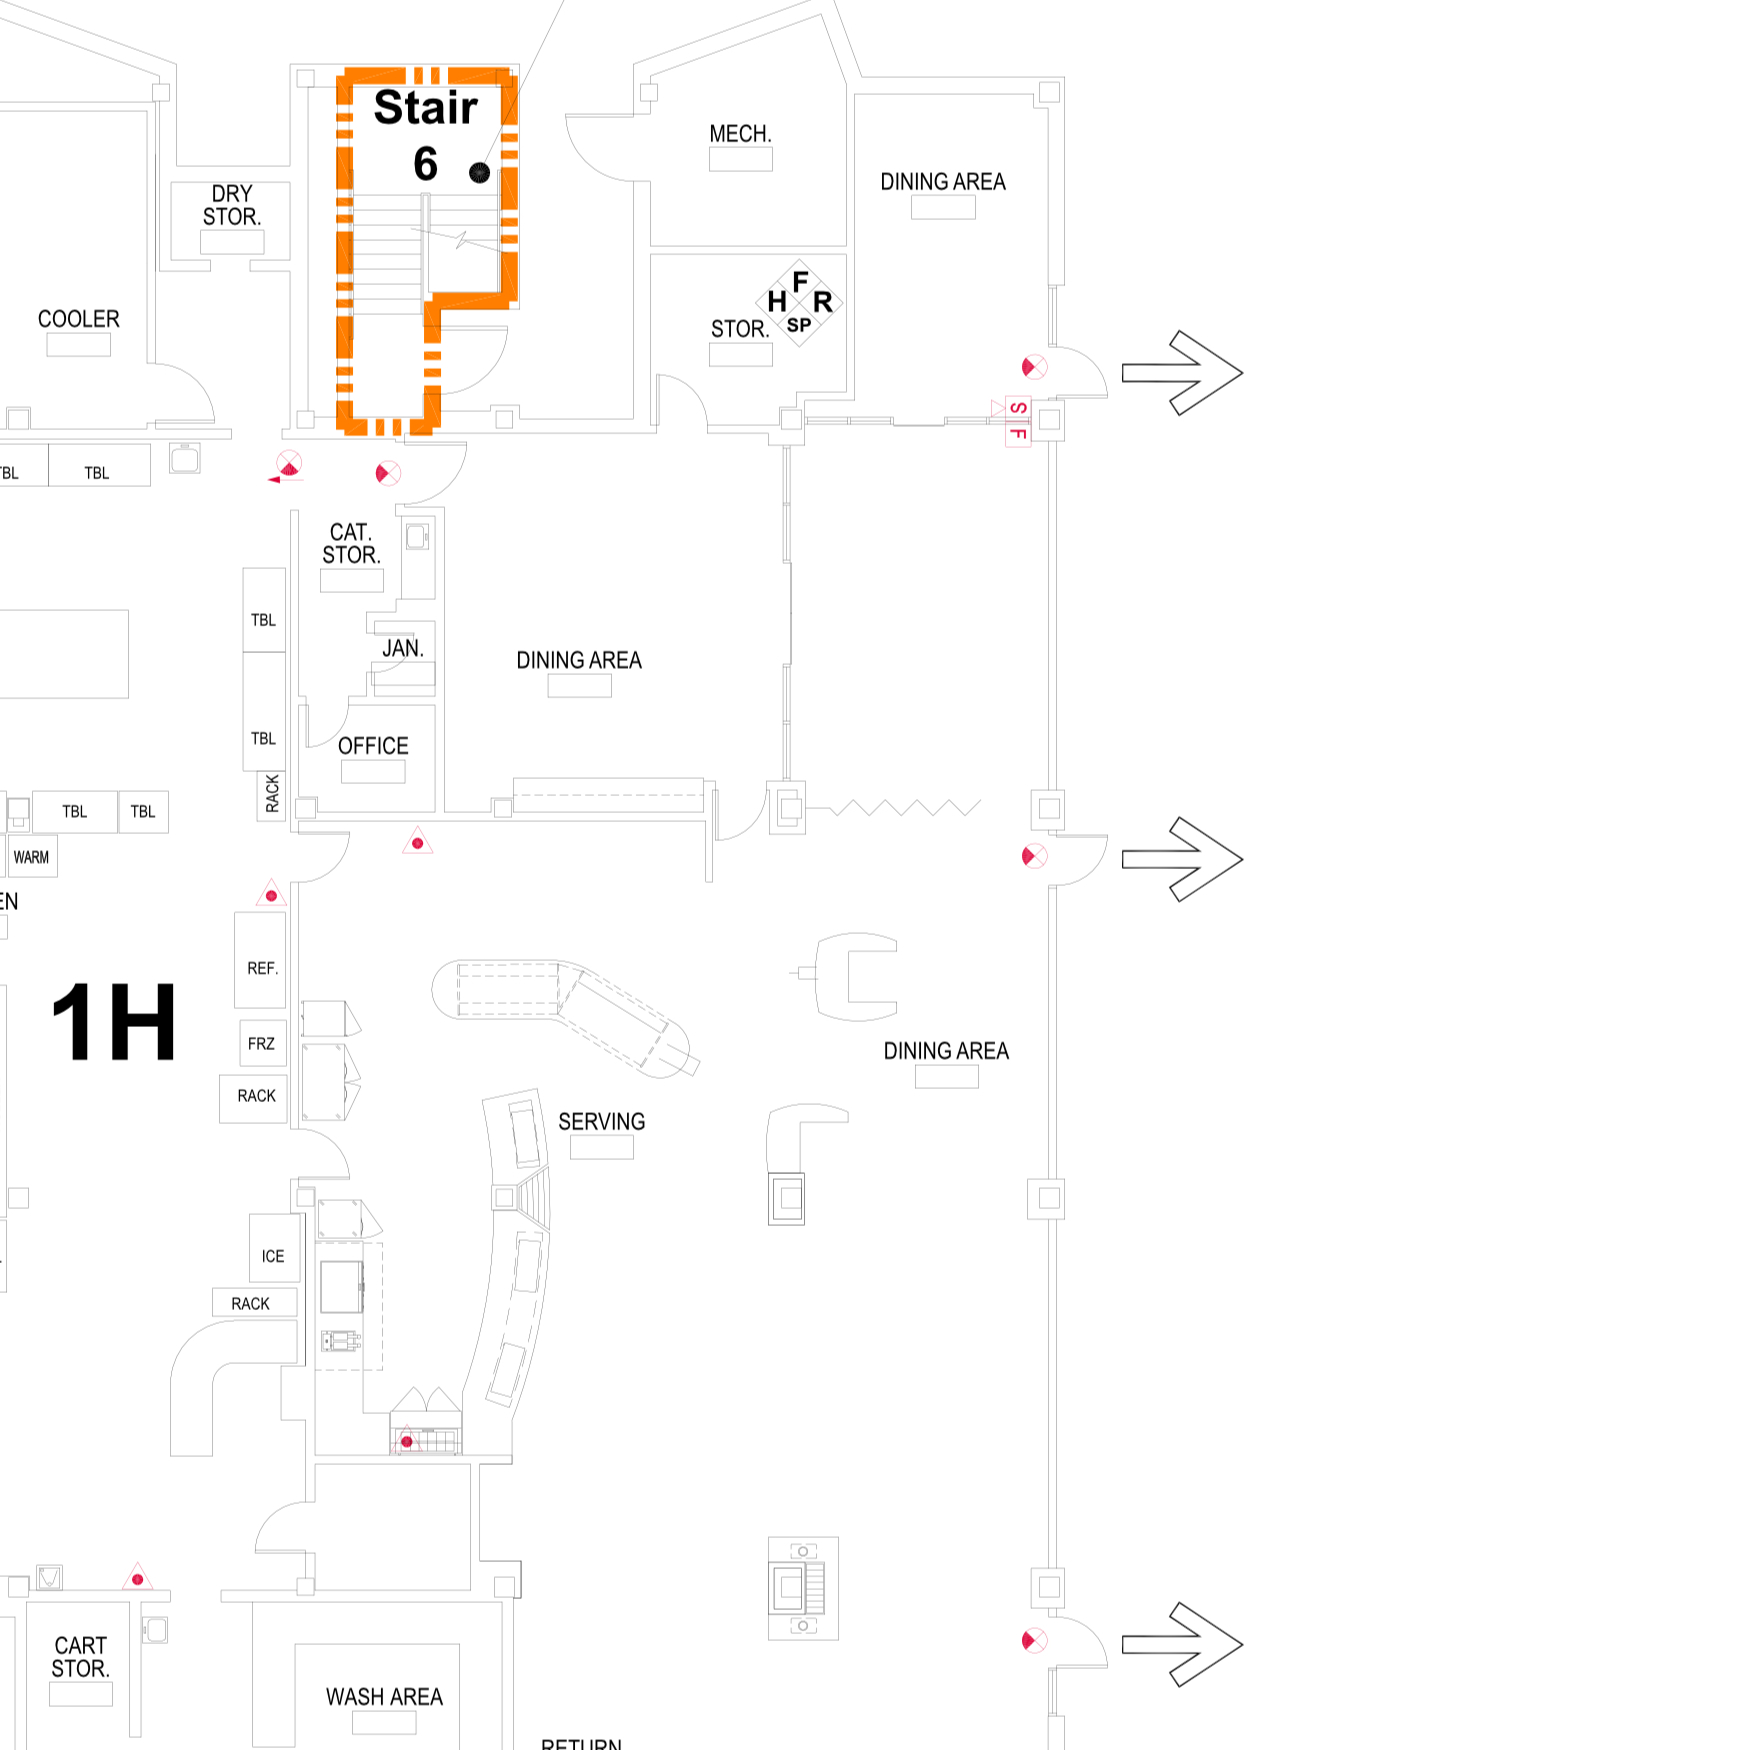 Stair
6
MECH.
DINING AREA
DRY
STOR.
COOLER
F
H
R
SP
STOR.
S
F
TBL
TBL
CAT.
STOR.
TBL
JAN.
DINING AREA
TBL
OFFICE
RACK
TBL
TBL
WARM
EN
REF.
1H
FRZ
DINING AREA
RACK
SERVING
ICE
RACK
CART
STOR.
WASH AREA
RETURN